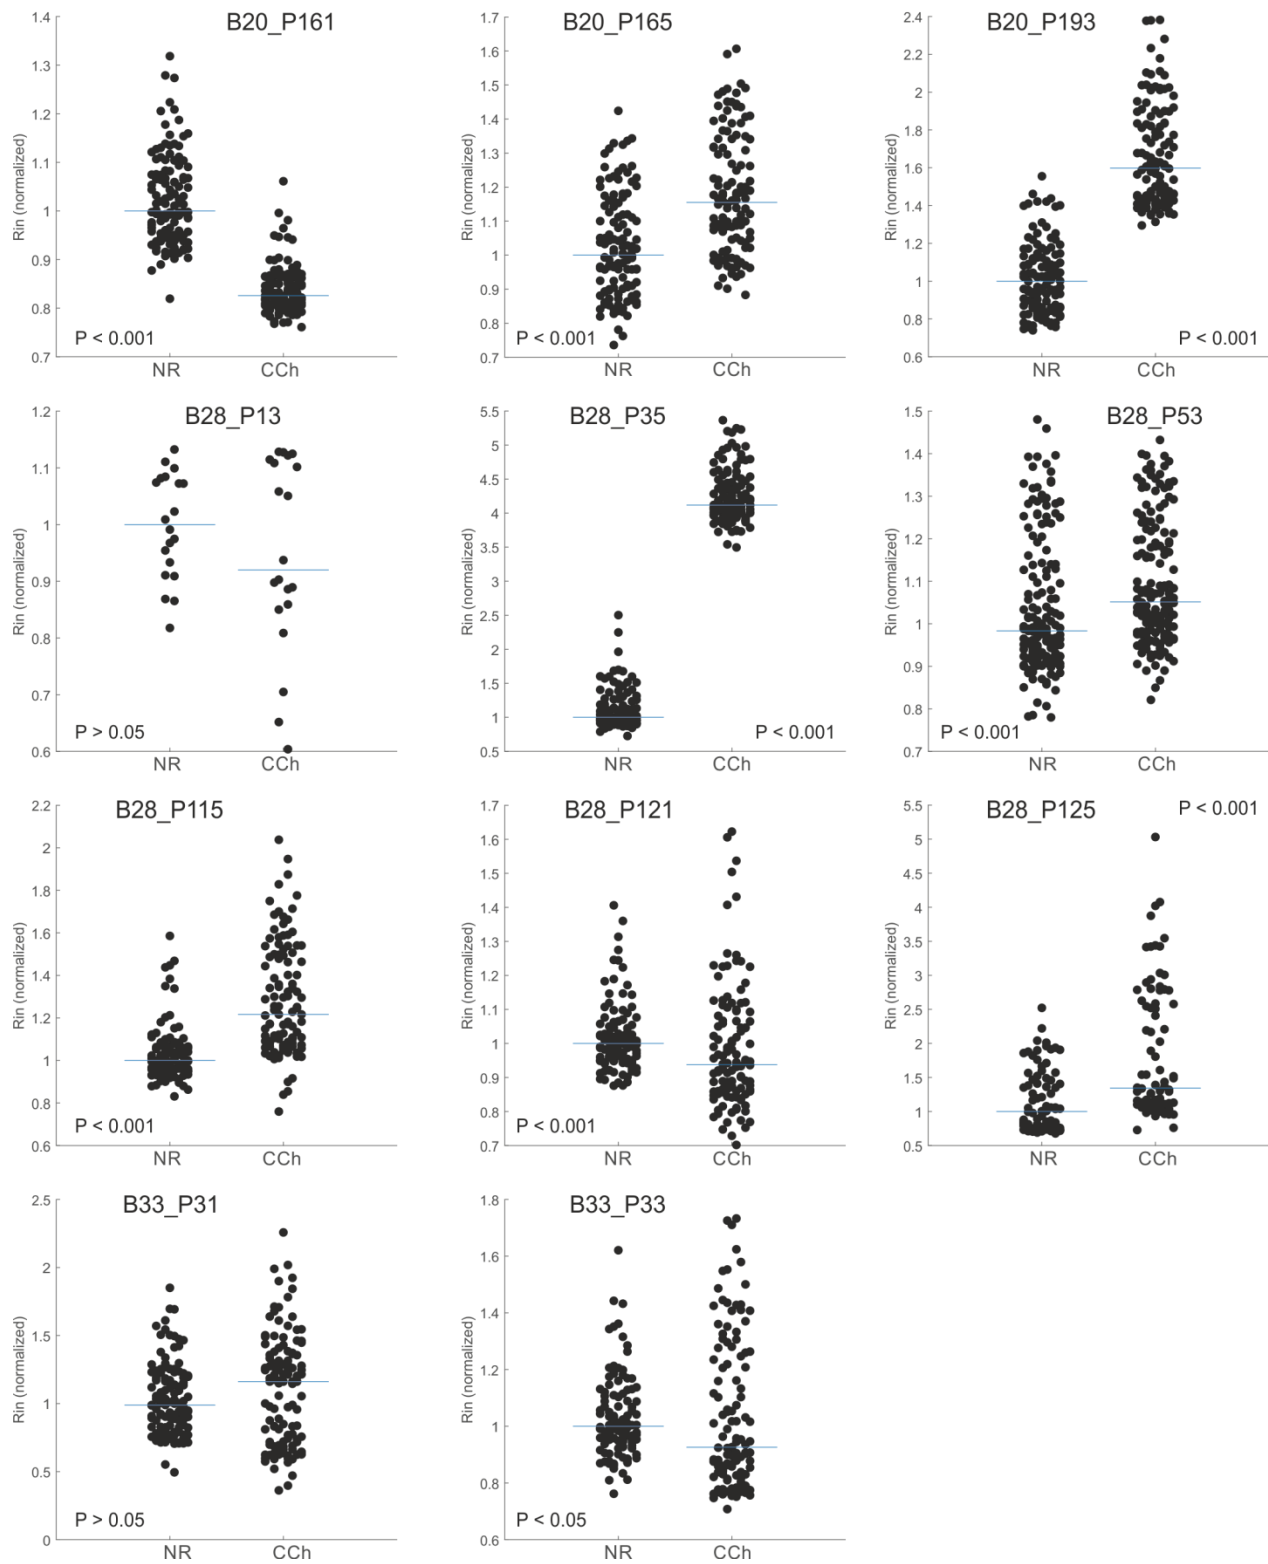 B20_P161
1.4
1.3
1.2
1.1
1
0.9
0.8
0.7
Rin (normalized)
P < 0.001
NR CCh
B20_P165
1.7
1.6
1.5
1.4
1.3
1.2
1.1
1
0.9
0.8
0.7
Rin (normalized)
P < 0.001
NR CCh
B20_P193
2.4
2.2
2
1.8
1.6
1.4
1.2
1
0.8
0.6
Rin (normalized)
P < 0.001
NR CCh
B28_P13
1.2
1.1
1
0.9
0.8
0.7
0.6
Rin (normalized)
P > 0.05
NR CCh
B28_P35
5.5
5
4.5
4
3.5
3
2.5
2
1.5
1
0.5
Rin (normalized)
P < 0.001
NR CCh
B28_P53
1.5
1.4
1.3
1.2
1.1
1
0.9
0.8
0.7
Rin (normalized)
P < 0.001
NR CCh
B28_P115
2.2
2
1.8
1.6
1.4
1.2
1
0.8
0.6
Rin (normalized)
P < 0.001
NR CCh
B28_P121
1.7
1.6
1.5
1.4
1.3
1.2
1.1
1
0.9
0.8
0.7
Rin (normalized)
P < 0.001
NR CCh
B28_P125
P < 0.001
5.5
5
4.5
4
3.5
3
2.5
2
1.5
1
0.5
Rin (normalized)
NR CCh
B33_P31
2.5
2
1.5
1
0.5
0
Rin (normalized)
P > 0.05
NR CCh
B33_P33
1.8
1.6
1.4
1.2
1
0.8
0.6
Rin (normalized)
P < 0.05
NR CCh